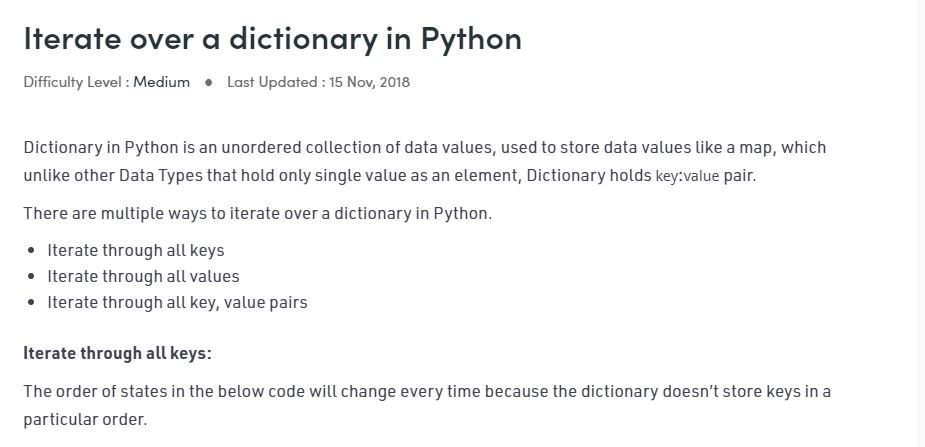 Iterate over a dictionary in Python
Difficulty Level : Medium ● Last Updated : 15 Nov, 2018
Dictionary in Python is an unordered collection of data values, used to store data values like a map, which
unlike other Data Types that hold only single value as an element, Dictionary holds key:value pair.
There are multiple ways to iterate over a dictionary in Python.
• Iterate through all keys
• Iterate through all values
• Iterate through all key, value pairs
Iterate through all keys:
The order of states in the below code will change every time because the dictionary doesn’t store keys in a
particular order.